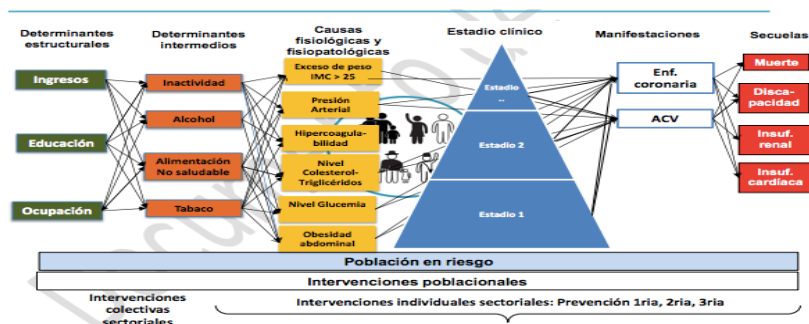 Determinantes
estructurales
Determinantes
intermedios
Causas
fisiológicas y
fisiopatológicas
Estadio clínico
Manifestaciones
Secuelas
Ingresos
Educación
Ocupación
Inactividad
Alcohol
Alimentación
No saludable
Tabaco
Exceso de peso
IMC > 25
Presión
Arterial
Hipercoagula-
bilidad
Nivel
Colesterol-
Triglicéridos
Nivel Glucemia
Obesidad
abdominal
Estadio
..
Estadio 2
Estadio 1
Enf.
coronaria
ACV
Muerte
Disca-
pacidad
Insuf.
renal
Insuf.
cardíaca
Población en riesgo
Intervenciones poblacionales
Intervenciones
colectivas
sectoriales
Intervenciones individuales sectoriales: Prevención 1ria, 2ria, 3ria